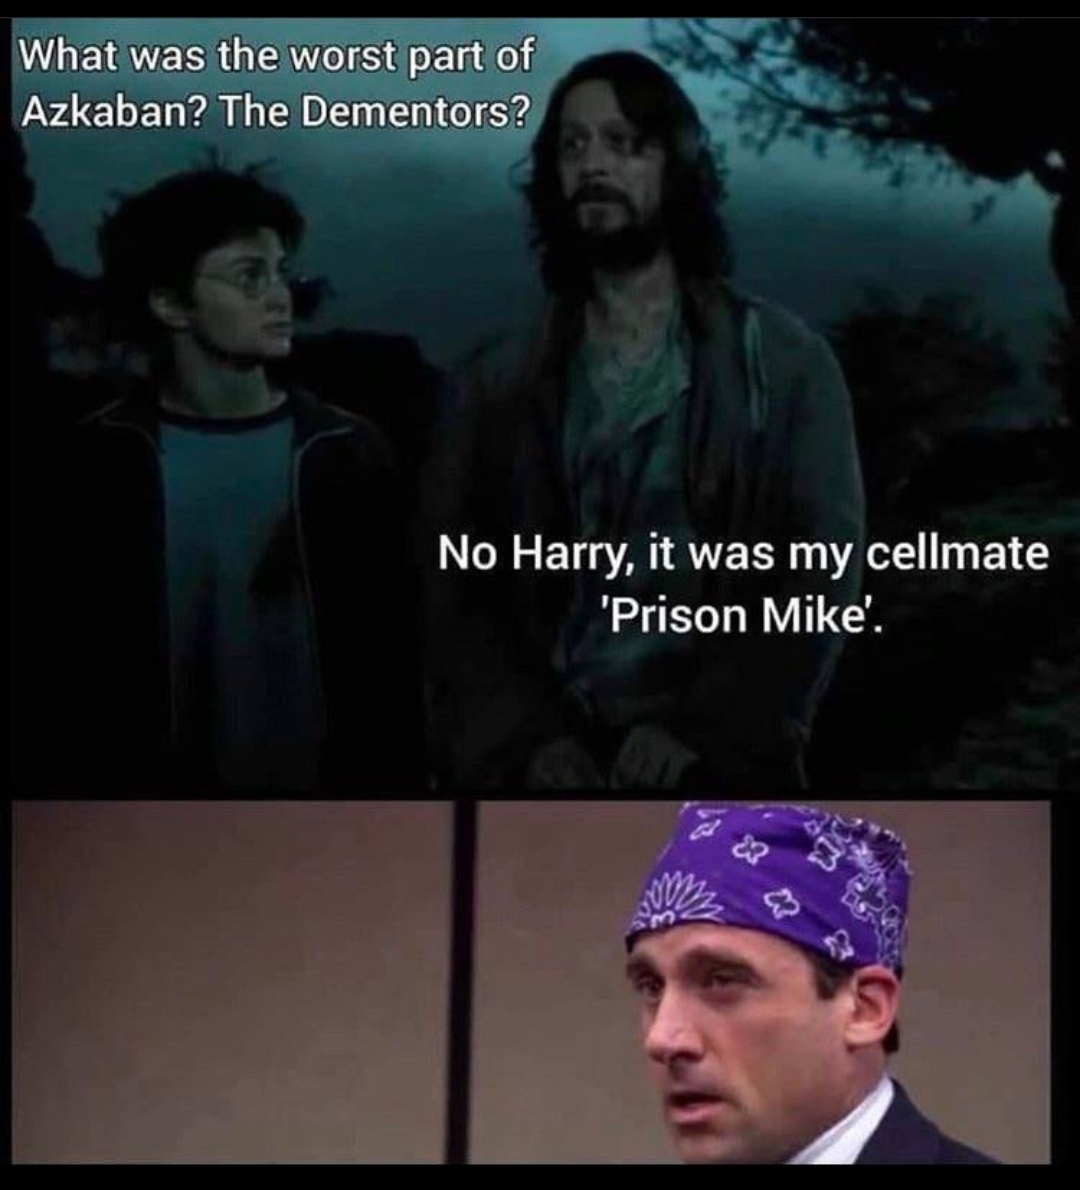 What was the worst part of
Azkaban? The Dementors?
No Harry, it was my cellmate
'Prison Mike'.